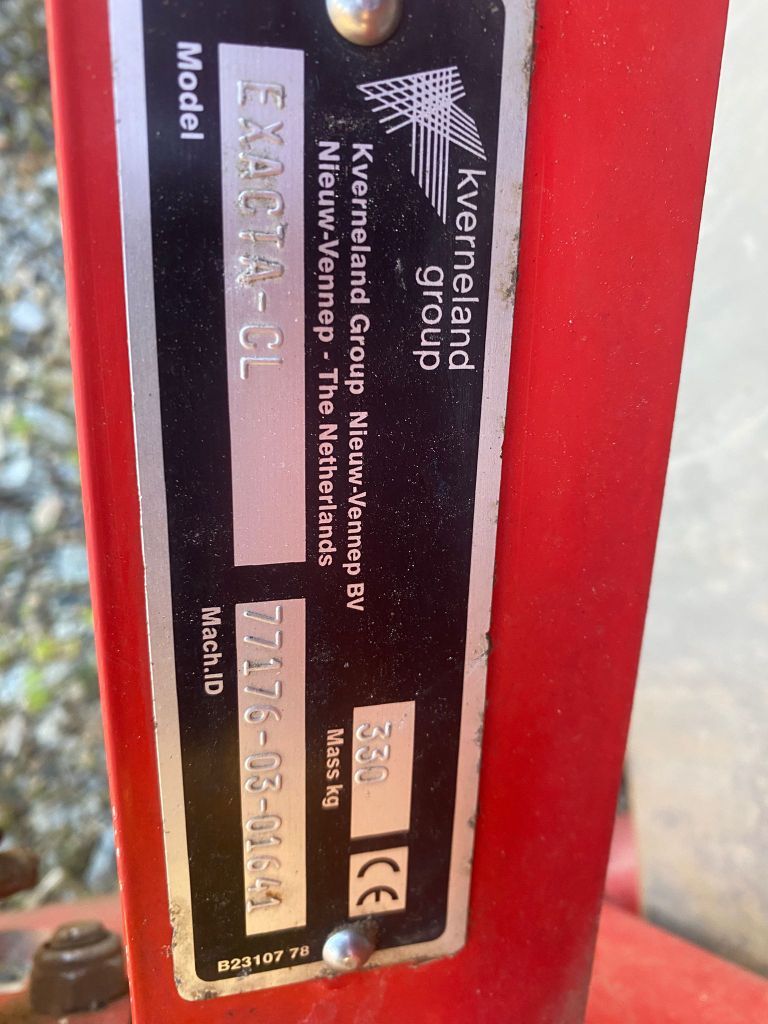 kverneland
group
Kverneland Group Nieuw-Vennep BV
Nieuw-Vennep - The Netherlands
330
Mass kg
CE
EXACTA-CL
Model
77176-03-01641
Mach.ID
B23107 78